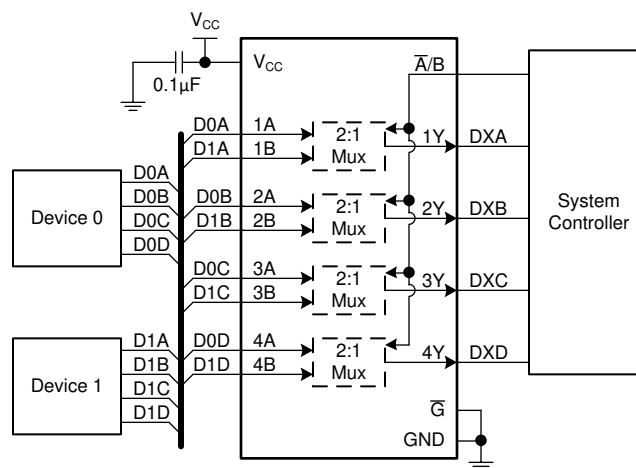 VCC
0.1µF
VCC
A̅/B
D0A 1A
D1A 1B
2:1
Mux
1Y DXA
D0A
D0B
D0C
D0D
Device 0
D0B 2A
D1B 2B
2:1
Mux
2Y DXB
System
Controller
D0C 3A
D1C 3B
2:1
Mux
3Y DXC
D1A
D1B
D1C
D1D
Device 1
D0D 4A
D1D 4B
2:1
Mux
4Y DXD
G̅
GND